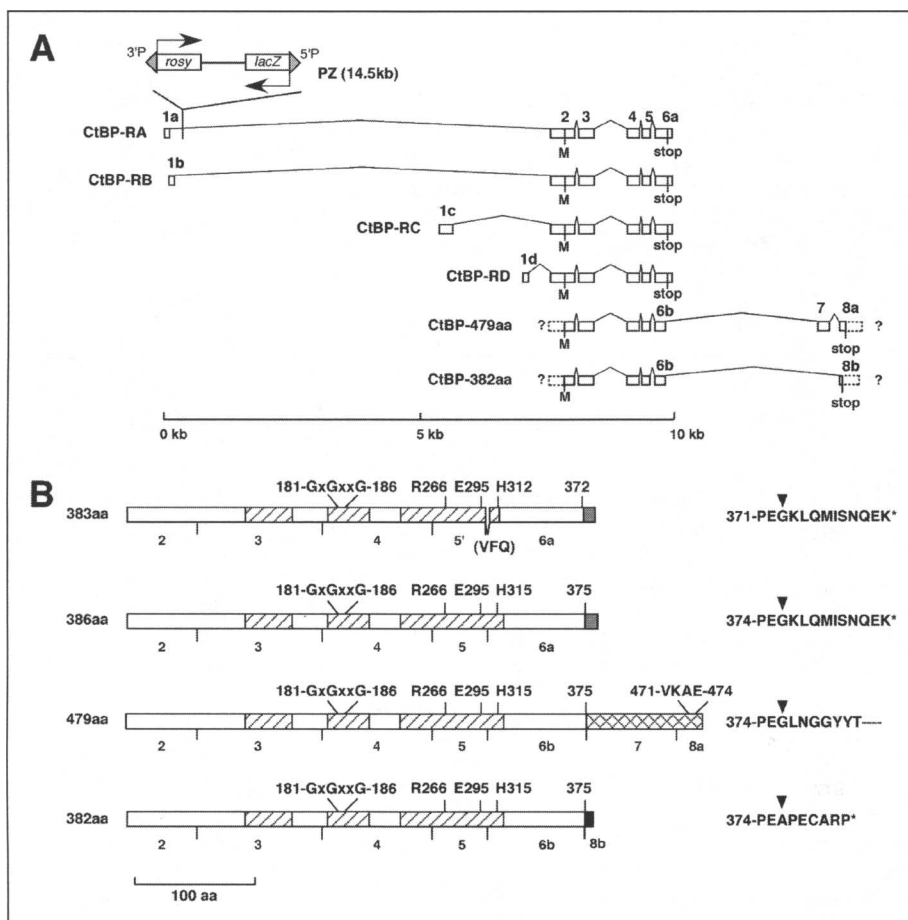 A
3'P rosy lacZ 5'P
PZ (14.5kb)
1a 2 3 4 5 6a
CtBP-RA
M stop
1b
CtBP-RB
M stop
1c
CtBP-RC
M stop
1d
CtBP-RD
M stop
6b 7 8a
CtBP-479aa ? ?
M stop
6b 8b
CtBP-382aa ? ?
M stop
0 kb 5 kb 10 kb
B
181-GxGxxG-186 R266 E295 H312 372
383aa 371-PEGKLQMISNQEK*
2 3 4 5' (VFQ) 6a
181-GxGxxG-186 R266 E295 H315 375
386aa 374-PEGKLQMISNQEK*
2 3 4 5 6a
181-GxGxxG-186 R266 E295 H315 375 471-VKAE-474
479aa 374-PEGLNGGYYT----
2 3 4 5 6b 7 8a
181-GxGxxG-186 R266 E295 H315 375
382aa 374-PEAPECARP*
2 3 4 5 6b 8b
100 aa